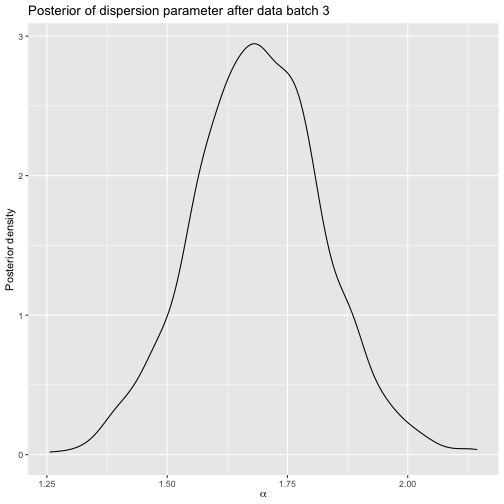 Posterior of dispersion parameter after data batch 3
Posterior density
3
2
1
0
1.25 1.50 1.75 2.00
α